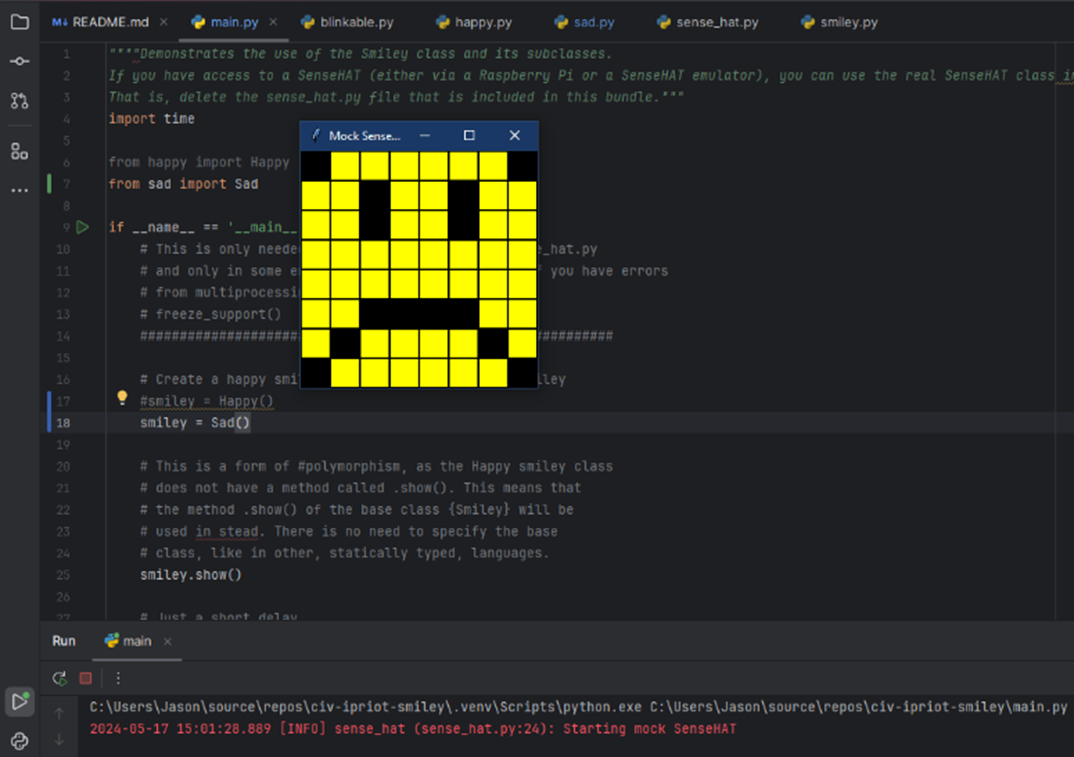 README.md
main.py
blinkable.py
happy.py
sad.py
sense_hat.py
smiley.py
1 """"Demonstrates the use of the Smiley class and its subclasses.
2 If you have access to a SenseHAT (either via a Raspberry Pi or a SenseHAT emulator), you can use the real SenseHAT class in
3 That is, delete the sense_hat.py file that is included in this bundle."""
4 import time
5
Mock Sense...
6 from happy import Happy
7 from sad import Sad
8
9 if __name__ == '__main__
10 # This is only neede e_hat.py
11 # and only in some e you have errors
12 # from multiprocessi
13 # freeze_support()
14 ####################### ##########
15
16 # Create a happy smi iley
17 #smiley = Happy()
18 smiley = Sad()
19
20 # This is a form of #polymorphism, as the Happy smiley class
21 # does not have a method called .show(). This means that
22 # the method .show() of the base class {Smiley} will be
23 # used in stead. There is no need to specify the base
24 # class, like in other, statically typed, languages.
25 smiley.show()
26
27 # Just a short delay
Run main
C:\Users\Jason\source\repos\civ-ipriot-smiley\.venv\Scripts\python.exe C:\Users\Jason\source\repos\civ-ipriot-smiley\main.py
2024-05-17 15:01:28.889 [INFO] sense_hat (sense_hat.py:24): Starting mock SenseHAT